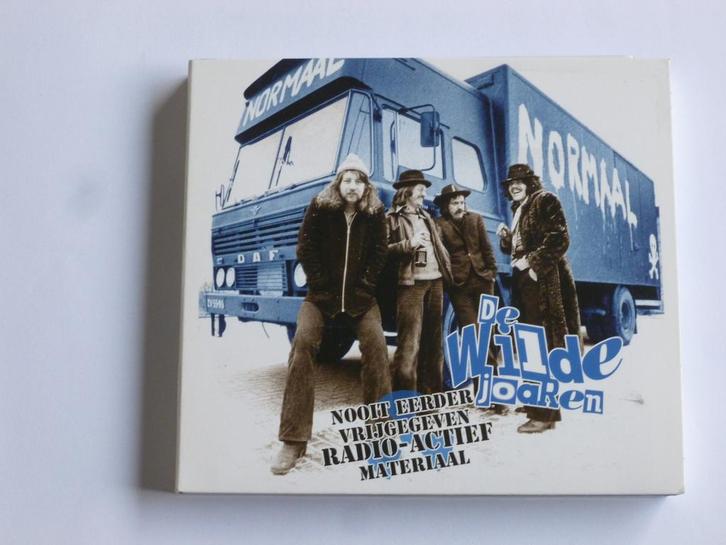 NORMAAL
NORMAAL
DAF
De
Wilde
joaren
NOOIT EERDER
VRIJGEGEVEN
RADIO-ACTIEF
MATERIAAL